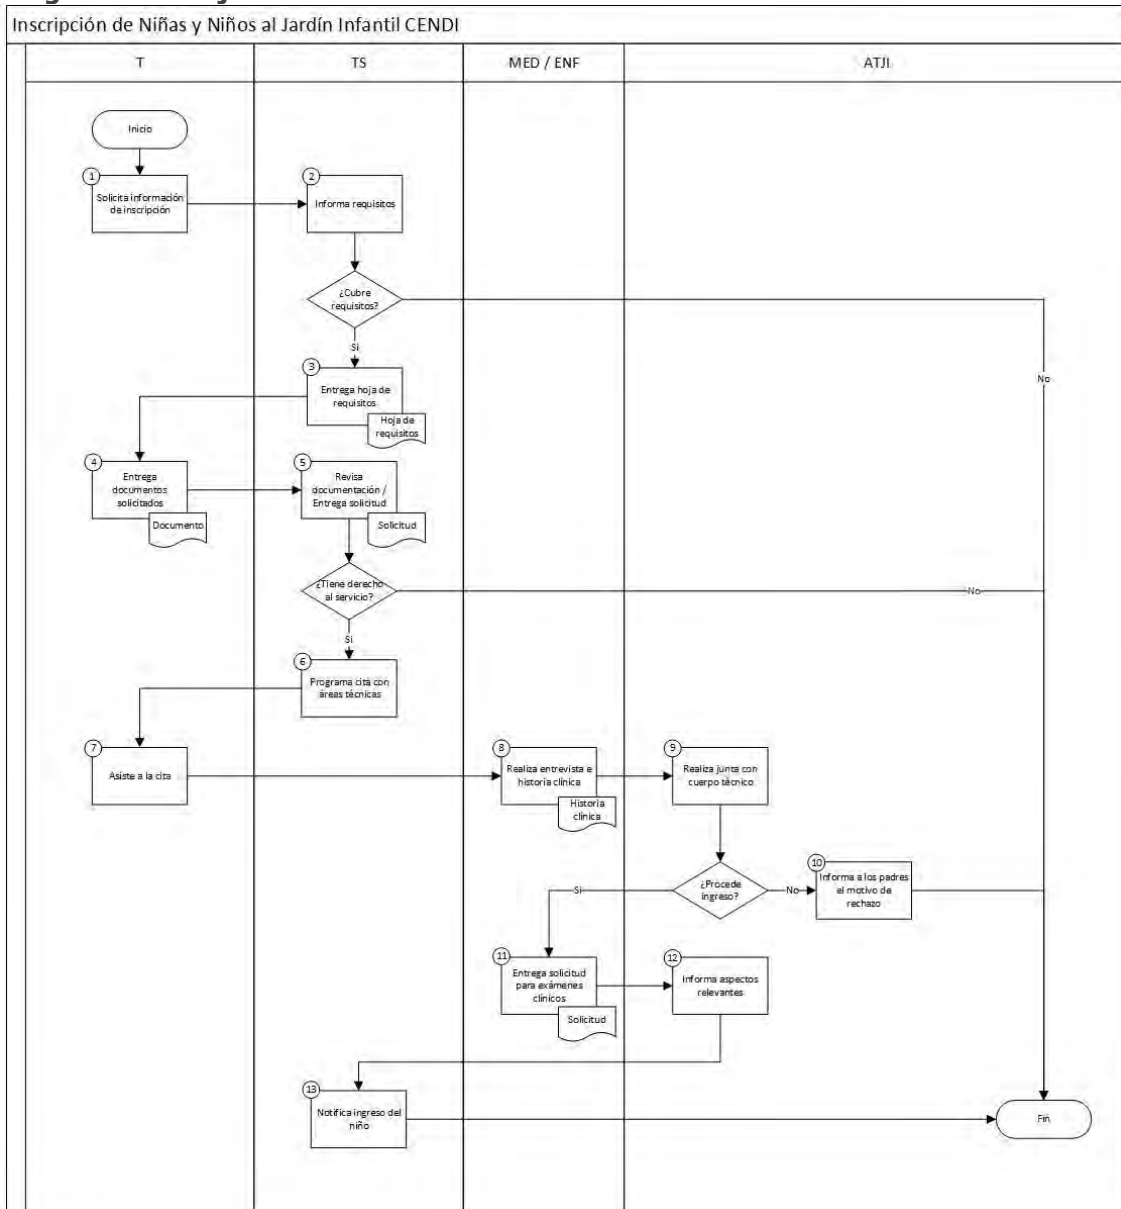 Inscripción de Niñas y Niños al Jardín Infantil CENDI
T
TS
MED / ENF
ATJI
Inicio
1
Solicita información
de inscripción
2
Informa requisitos
¿Cubre
requisitos?
No
Si
3
Entrega hoja de
requisitos
Hoja de
requisitos
4
Entrega
documentos
solicitados
Documento
5
Revisa
documentación /
Entrega solicitud
Solicitud
¿Tiene derecho
al servicio?
No
Si
6
Programa cita con
áreas técnicas
7
Asiste a la cita
8
Realiza entrevista e
historia clínica
Historia
clínica
9
Realiza junta con
cuerpo técnico
¿Procede
ingreso?
Si
No
10
Informa a los padres
el motivo de
rechazo
11
Entrega solicitud
para exámenes
clínicos
Solicitud
12
Informa aspectos
relevantes
13
Notifica ingreso del
niño
Fin